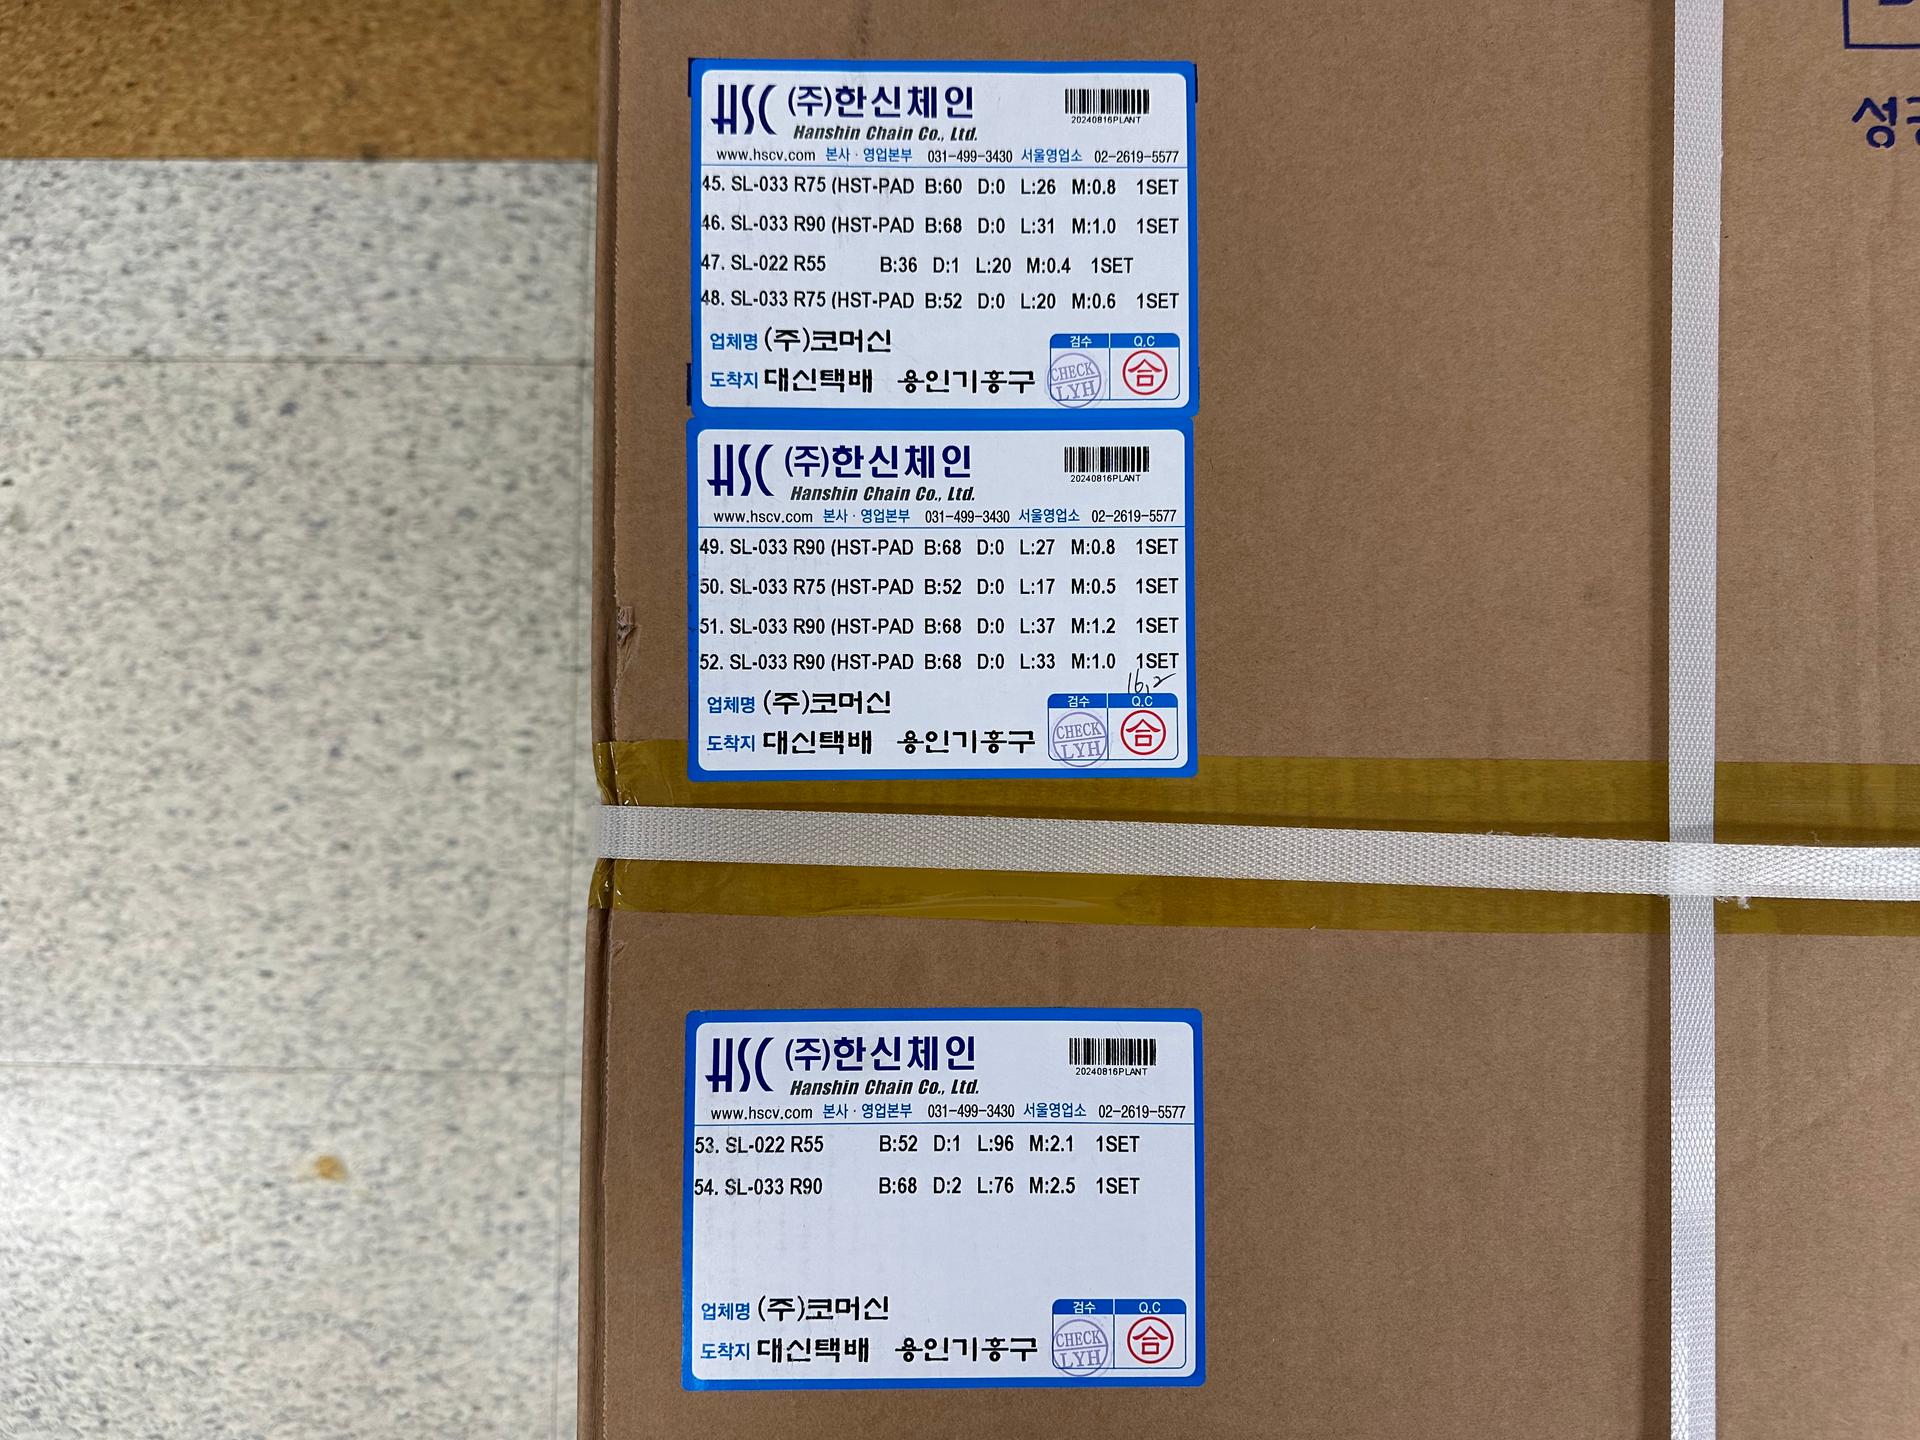 HSC (주)한신체인
Hanshin Chain Co., Ltd.
20240816PLANT
www.hscv.com 본사 · 영업본부 031-499-3430 서울영업소 02-2619-5577
45. SL-033 R75 (HST-PAD B:60 D:0 L:26 M:0.8 1SET
46. SL-033 R90 (HST-PAD B:68 D:0 L:31 M:1.0 1SET
47. SL-022 R55 B:36 D:1 L:20 M:0.4 1SET
48. SL-033 R75 (HST-PAD B:52 D:0 L:20 M:0.6 1SET
업체명 (주)코머신
검수 Q.C
도착지 대신택배 용인기흥구
CHECK
LYH
合
HSC (주)한신체인
Hanshin Chain Co., Ltd.
20240816PLANT
www.hscv.com 본사 · 영업본부 031-499-3430 서울영업소 02-2619-5577
49. SL-033 R90 (HST-PAD B:68 D:0 L:27 M:0.8 1SET
50. SL-033 R75 (HST-PAD B:52 D:0 L:17 M:0.5 1SET
51. SL-033 R90 (HST-PAD B:68 D:0 L:37 M:1.2 1SET
52. SL-033 R90 (HST-PAD B:68 D:0 L:33 M:1.0 1SET
16.2
업체명 (주)코머신
검수 Q.C
도착지 대신택배 용인기흥구
CHECK
LYH
合
HSC (주)한신체인
Hanshin Chain Co., Ltd.
20240816PLANT
www.hscv.com 본사 · 영업본부 031-499-3430 서울영업소 02-2619-5577
53. SL-022 R55 B:52 D:1 L:96 M:2.1 1SET
54. SL-033 R90 B:68 D:2 L:76 M:2.5 1SET
업체명 (주)코머신
검수 Q.C
도착지 대신택배 용인기흥구
CHECK
LYH
合